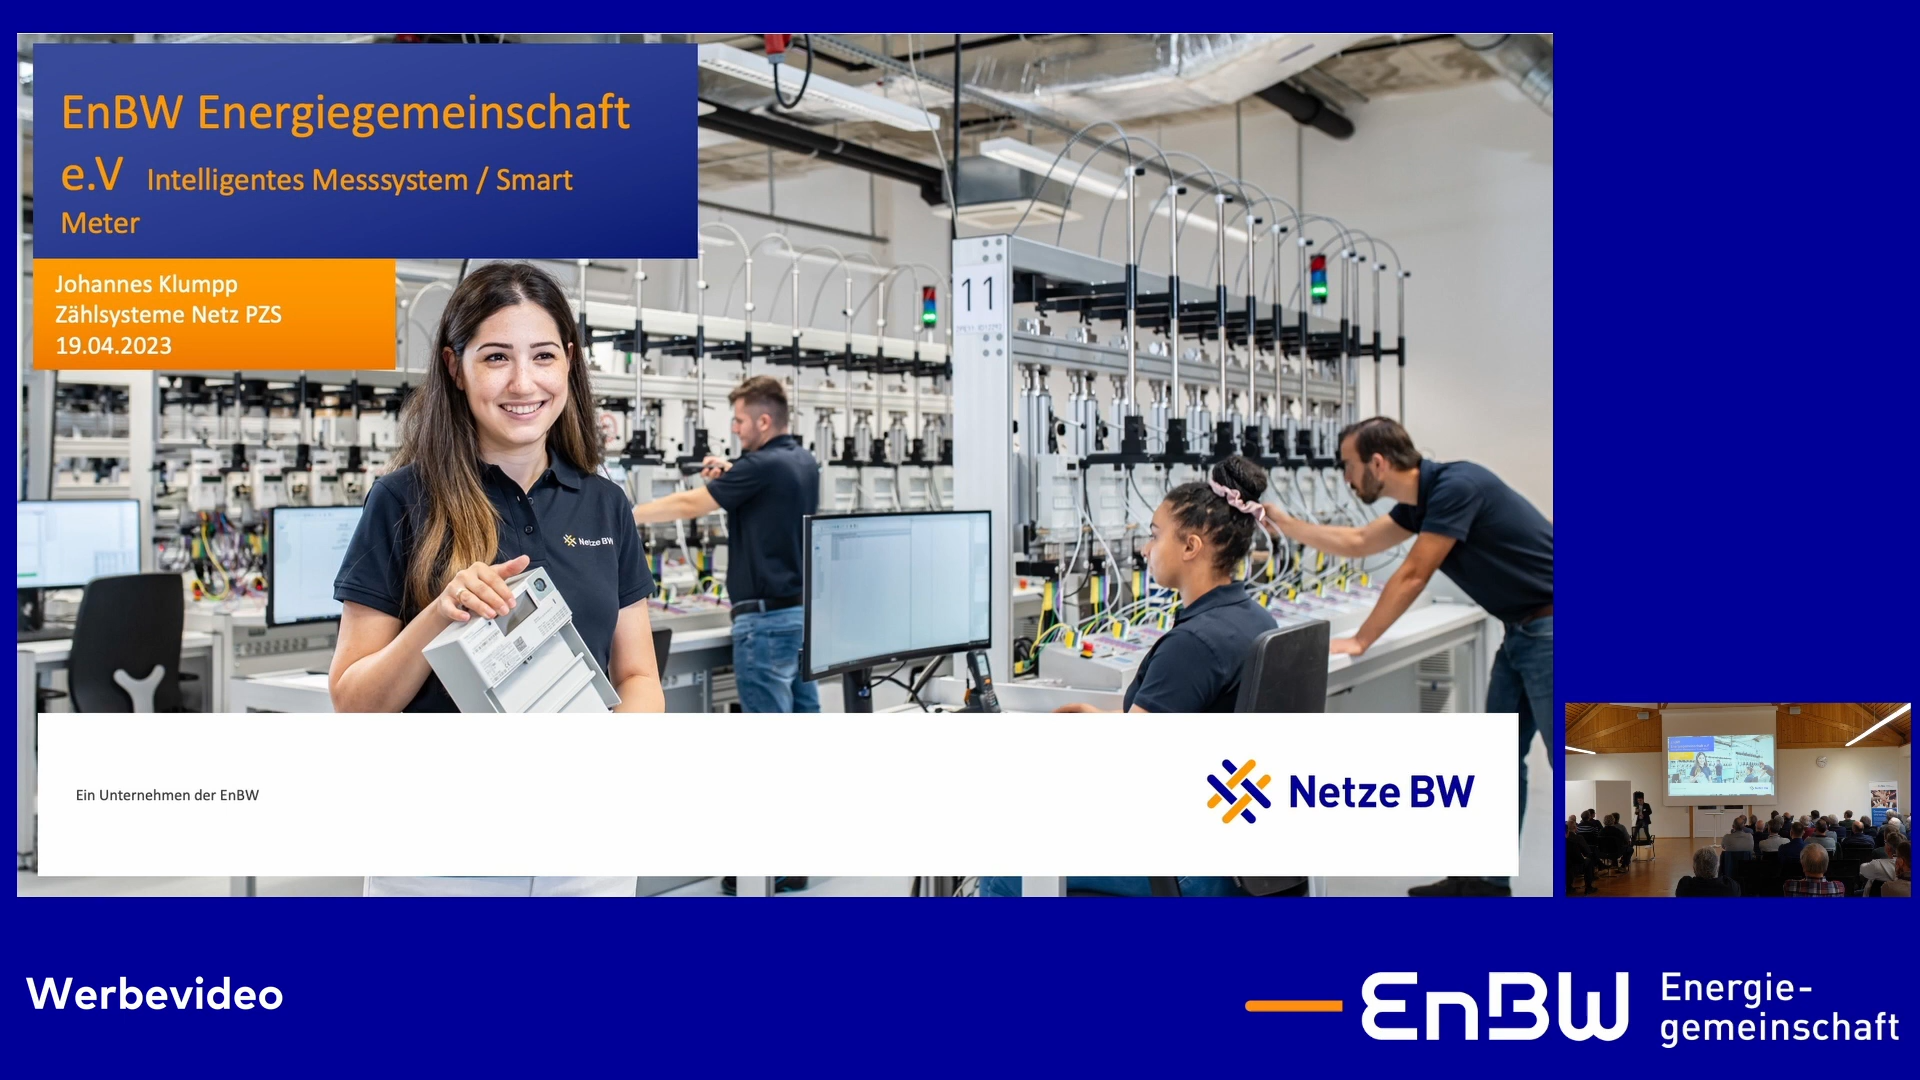 EnBW Energiegemeinschaft
e.V Intelligentes Messsystem / Smart
Meter
Johannes Klumpp
Zählsysteme Netz PZS
19.04.2023
11
Netze BW
Ein Unternehmen der EnBW
Netze BW
Werbevideo
EnBW
Energie-
gemeinschaft